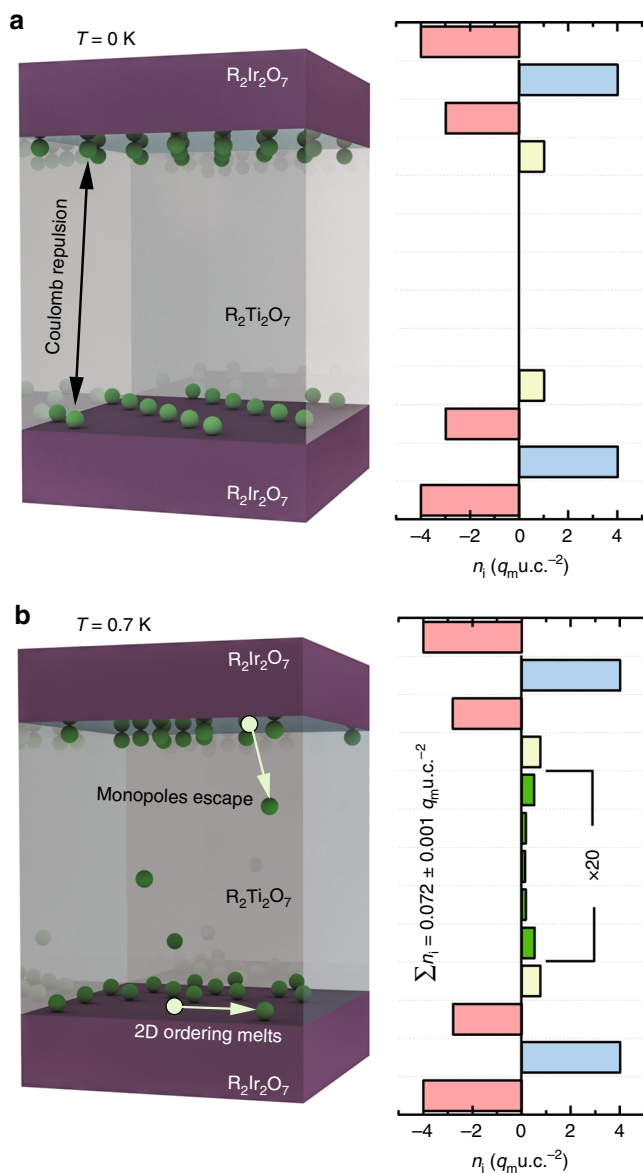 a
T = 0 K
R₂Ir₂O₇
Coulomb repulsion
R₂Ti₂O₇
R₂Ir₂O₇
−4 −2 0 2 4
nᵢ (qₘu.c.⁻²)
b
T = 0.7 K
R₂Ir₂O₇
Monopoles escape
R₂Ti₂O₇
2D ordering melts
R₂Ir₂O₇
∑nᵢ = 0.072 ± 0.001 qₘu.c.⁻²
×20
−4 −2 0 2 4
nᵢ (qₘu.c.⁻²)